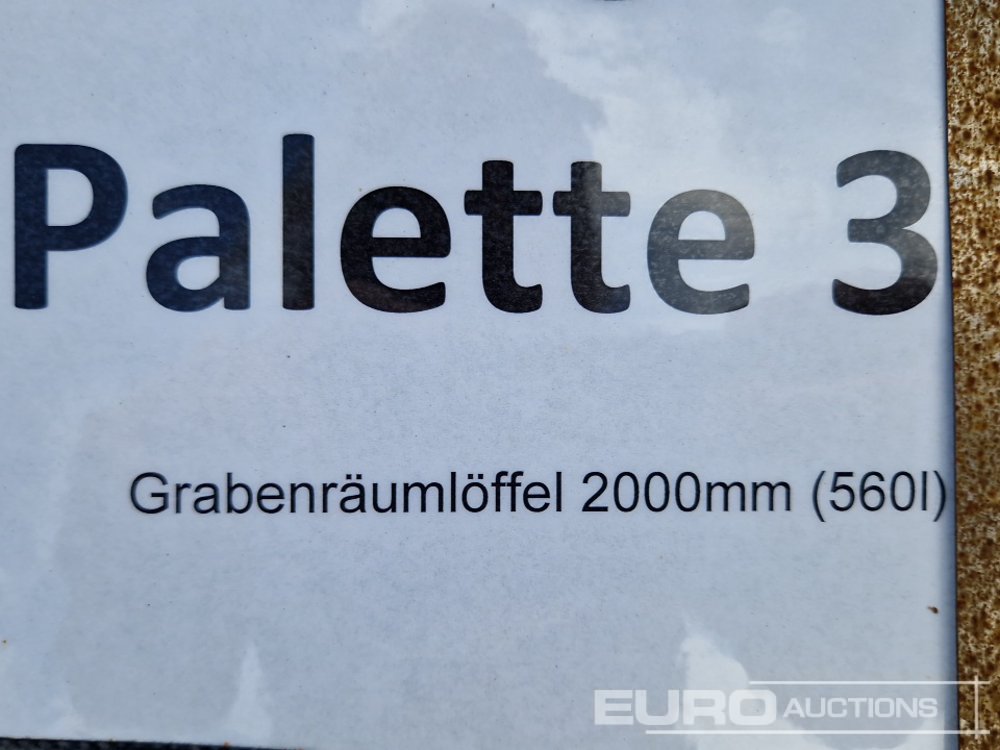 Palette 3
Grabenräumlöffel 2000mm (560l)
EURO AUCTIONS